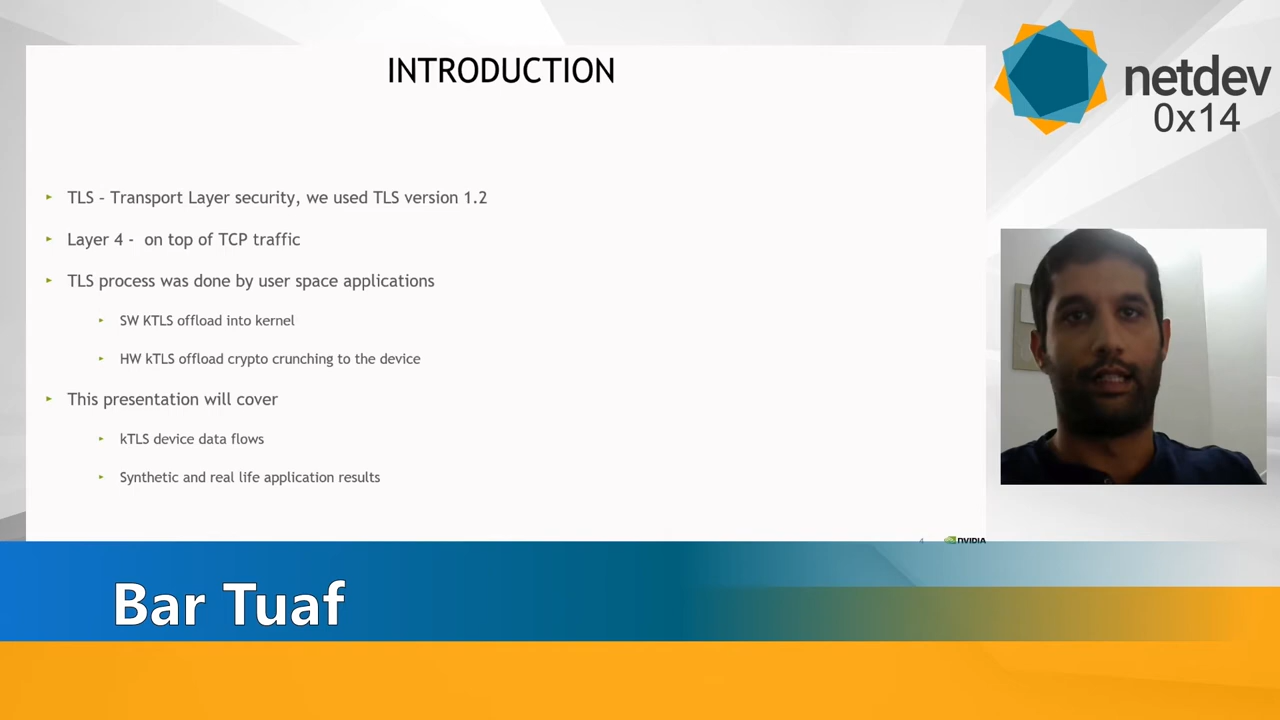 INTRODUCTION
TLS – Transport Layer security, we used TLS version 1.2
Layer 4 - on top of TCP traffic
TLS process was done by user space applications
SW KTLS offload into kernel
HW kTLS offload crypto crunching to the device
This presentation will cover
kTLS device data flows
Synthetic and real life application results
4
NVIDIA
netdev
0x14
Bar Tuaf